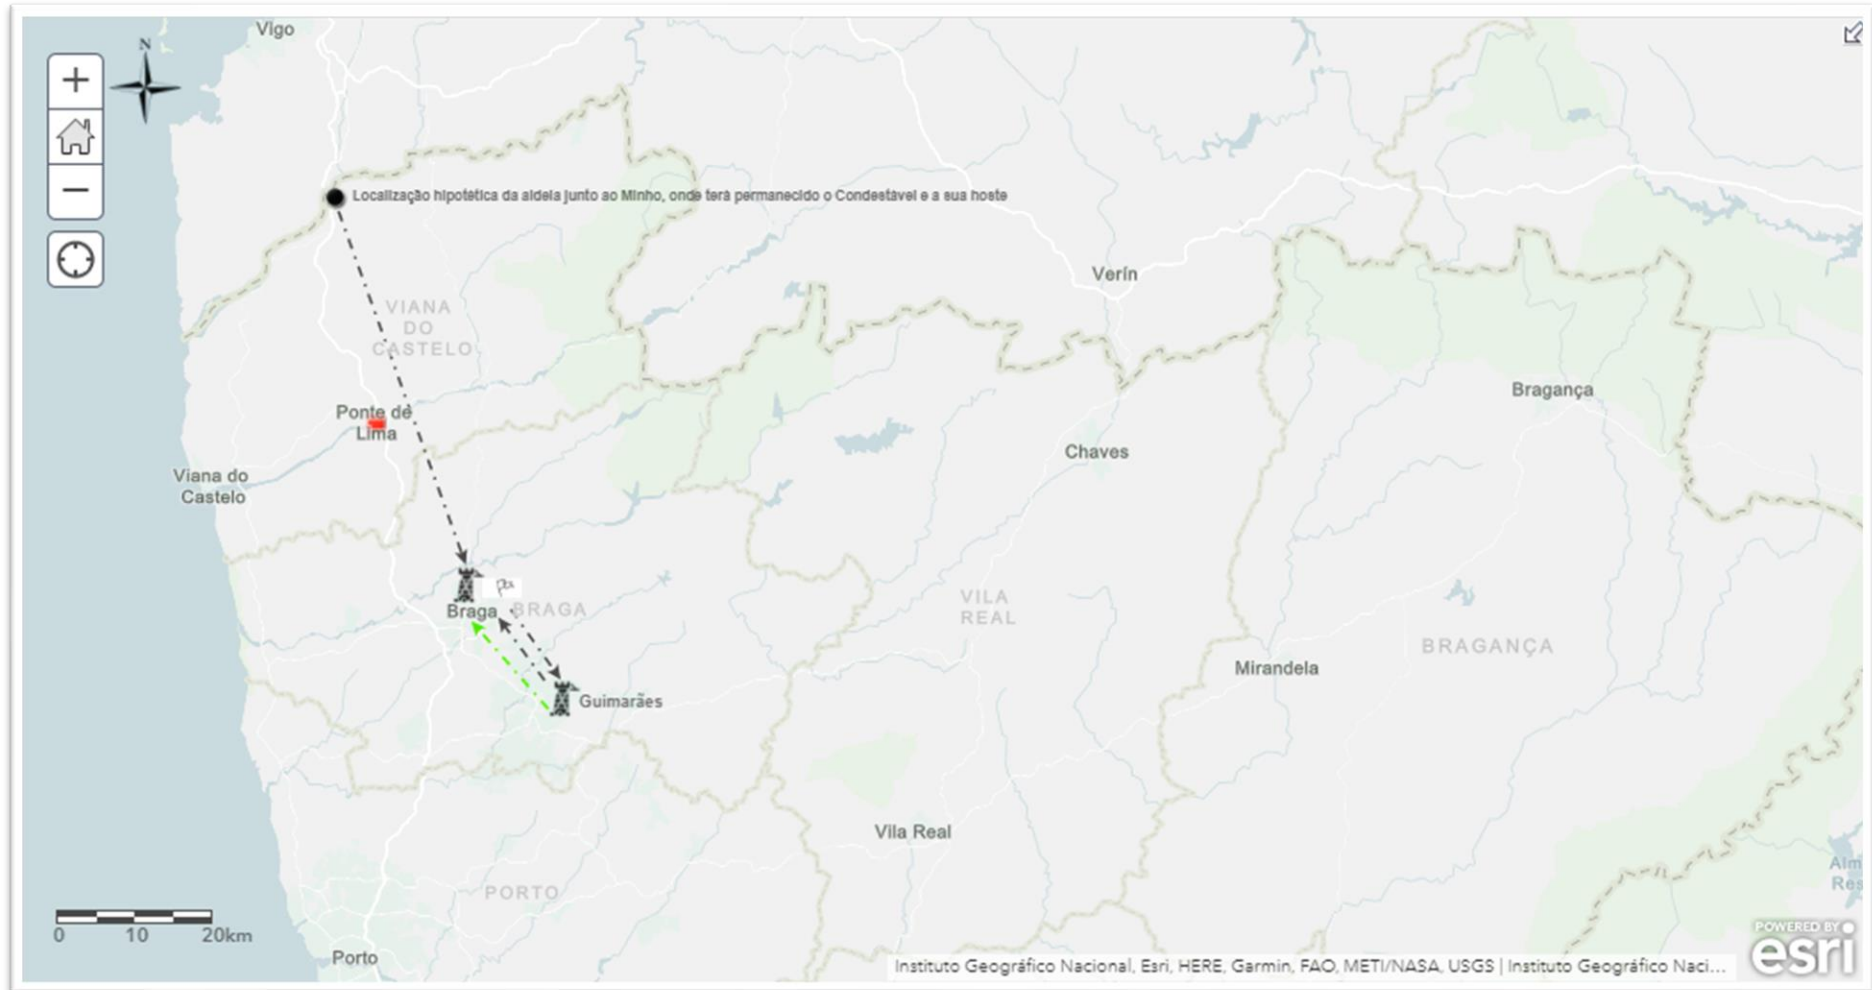 Vigo
N
+
Localização hipotética da aldeia junto ao Minho, onde terá permanecido o Condestável e a sua hoste
−
Verín
VIANA
DO
CASTELO
Bragança
Ponte de
Lima
Chaves
Viana do
Castelo
Braga
BRAGA
VILA
REAL
BRAGANÇA
Mirandela
Guimarães
Vila Real
PORTO
Alm
Res
0 10 20km
Porto
Instituto Geográfico Nacional, Esri, HERE, Garmin, FAO, METI/NASA, USGS | Instituto Geográfico Naci...
POWERED BY
esri